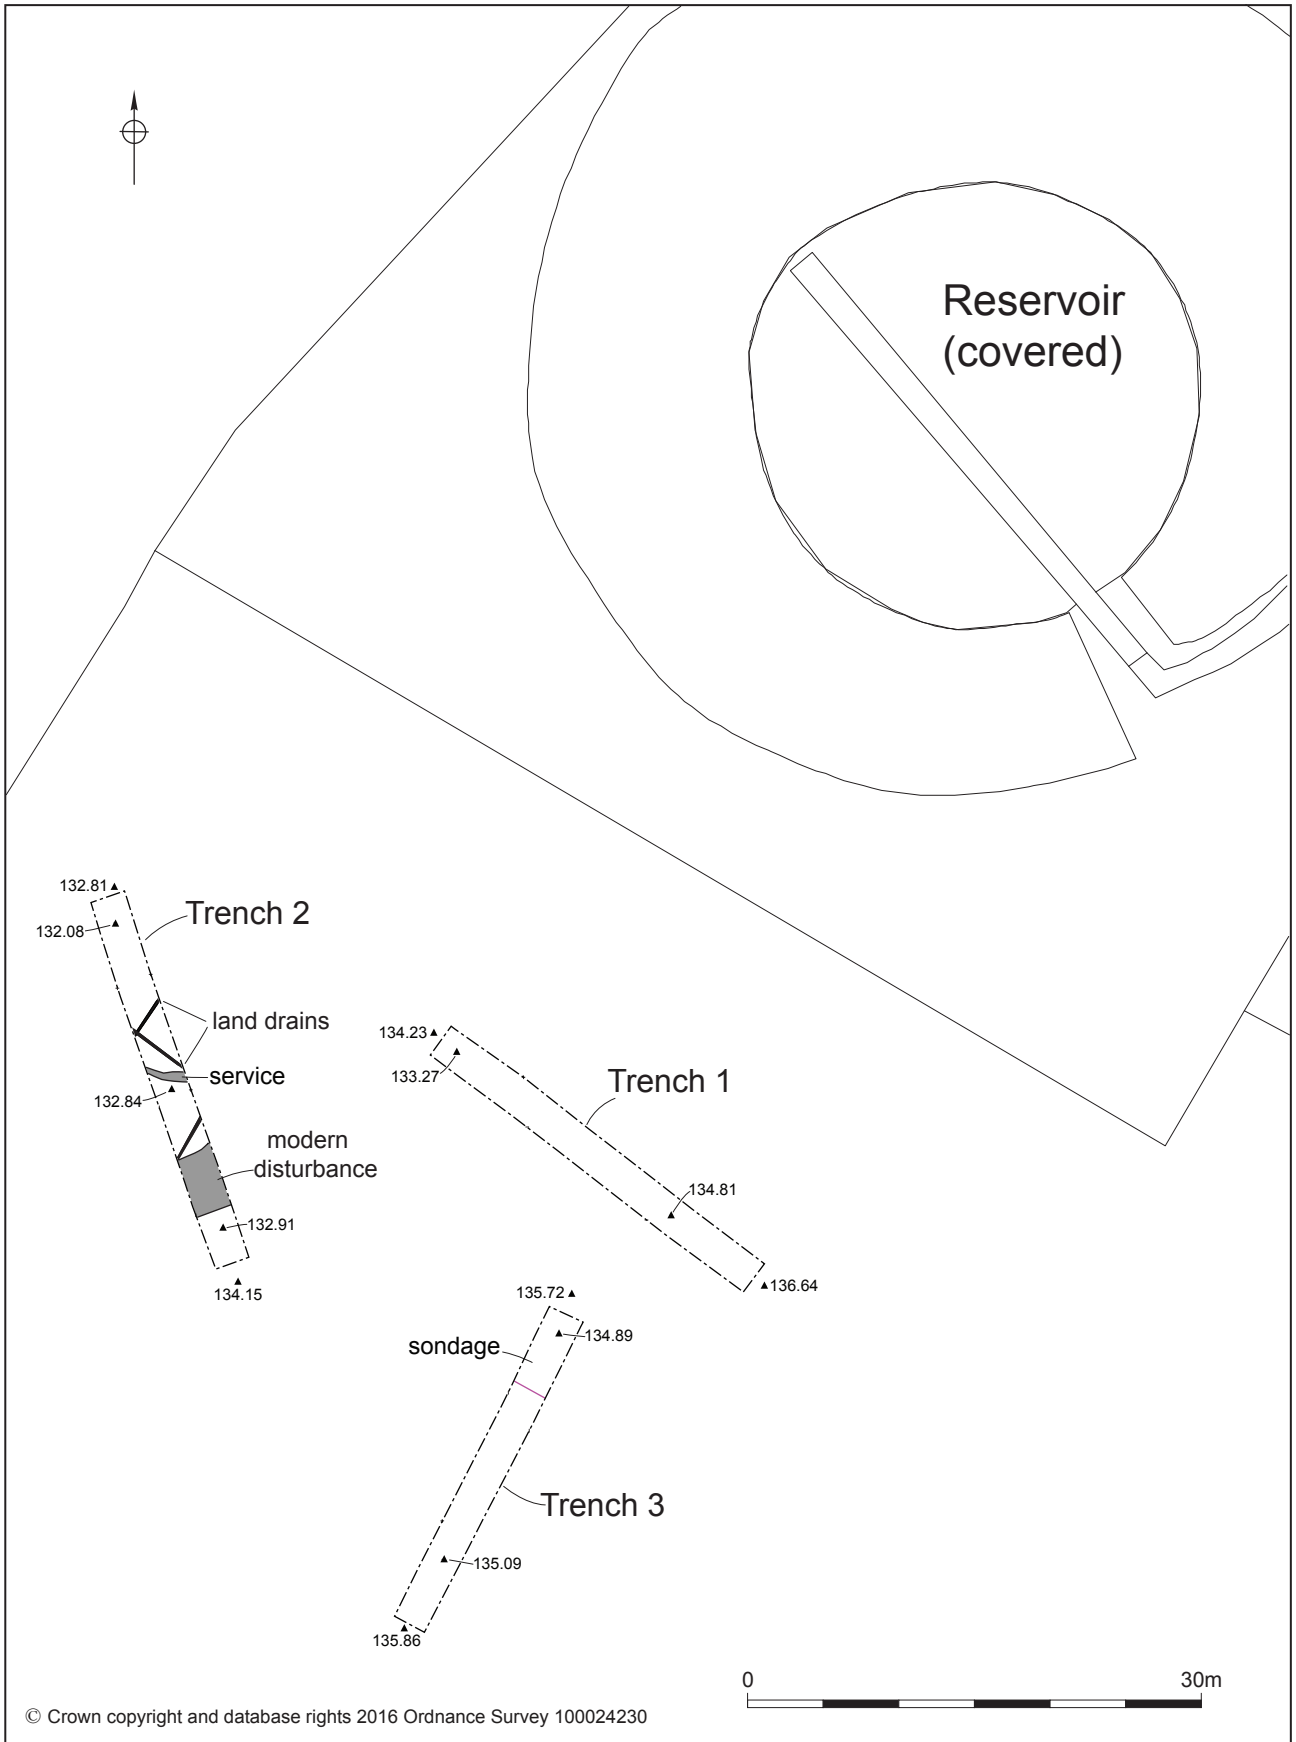 Reservoir
(covered)
132.81
Trench 2
132.08
land drains
134.23
service
133.27
Trench 1
132.84
modern
disturbance
134.81
132.91
136.64
134.15
135.72
134.89
sondage
Trench 3
135.09
135.86
0 30m
© Crown copyright and database rights 2016 Ordnance Survey 100024230